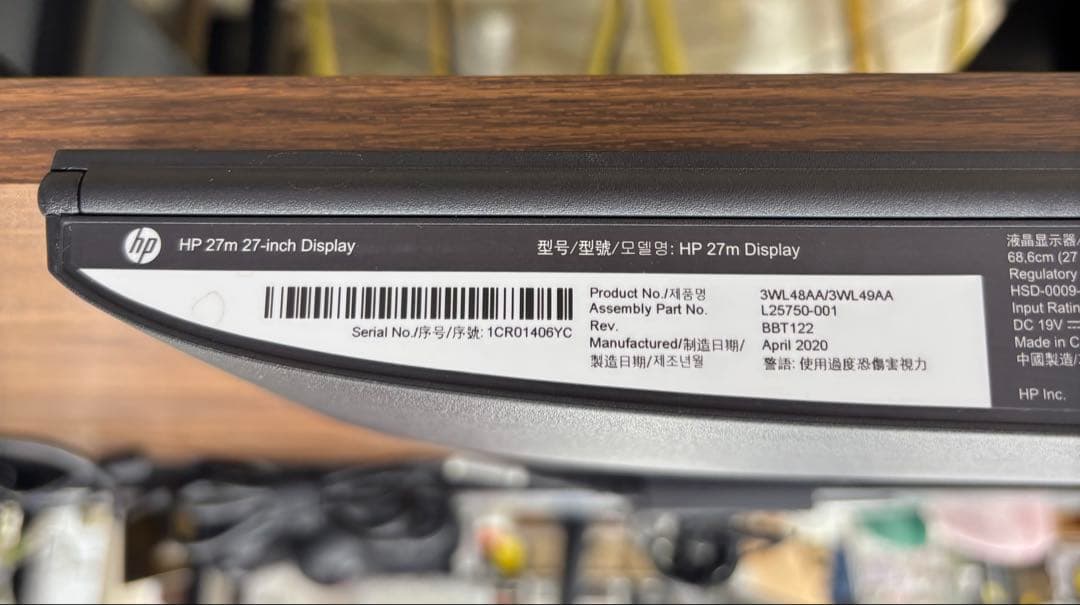 hp HP 27m 27-inch Display
型号/型號/모델명: HP 27m Display
Serial No./序号/序號: 1CR01406YC
Product No./제품명 3WL48AA/3WL49AA
Assembly Part No. L25750-001
Rev. BBT122
Manufactured/制造日期/ April 2020
製造日期/제조년월 警語: 使用過度恐傷害視力
液晶显示器/
68,6cm (27
Regulatory
HSD-0009-
Input Ratin
DC 19V
Made in C
中國製造/
HP Inc.